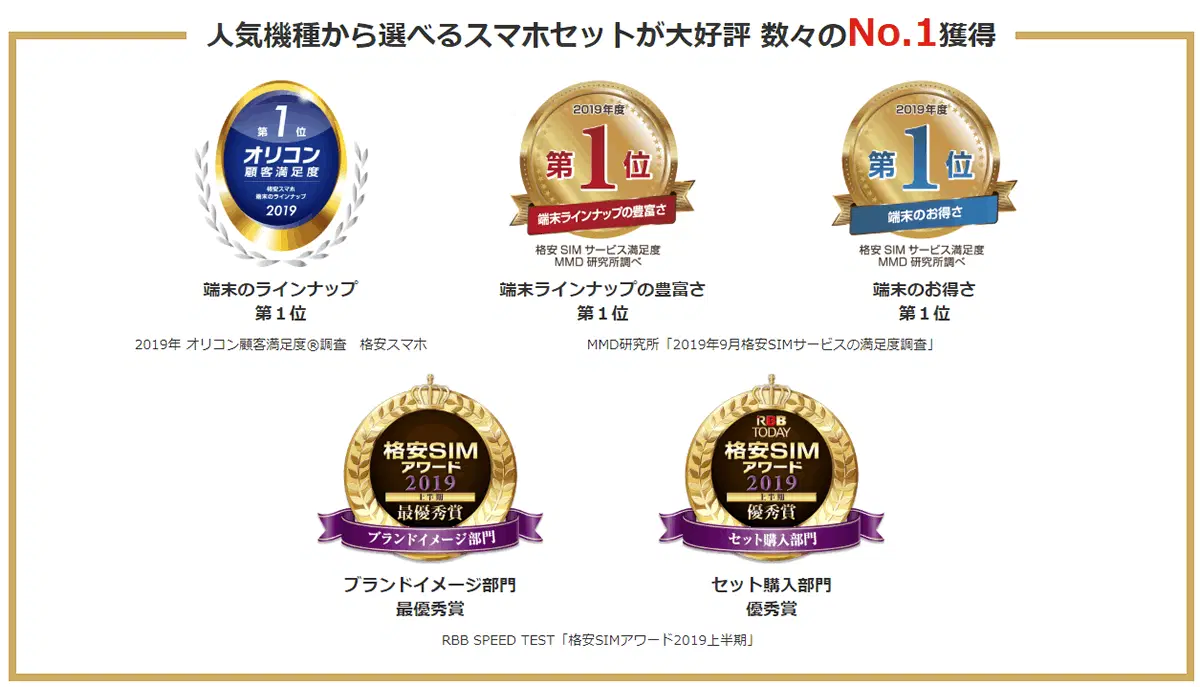 人気機種から選べるスマホセットが大好評 数々のNo.1獲得
第1位
オリコン
顧客満足度
格安スマホ
端末のラインナップ
2019
2019年度
第1位
端末ラインナップの豊富さ
格安 SIM サービス満足度
MMD 研究所調べ
2019年度
第1位
端末のお得さ
格安 SIM サービス満足度
MMD 研究所調べ
端末のラインナップ
第1位
端末ラインナップの豊富さ
第1位
端末のお得さ
第1位
2019年 オリコン顧客満足度®調査　格安スマホ
MMD研究所「2019年9月格安SIMサービスの満足度調査」
格安SIM
アワード
2019
上半期
最優秀賞
ブランドイメージ部門
RBB
TODAY
格安SIM
アワード
2019
上半期
優秀賞
セット購入部門
ブランドイメージ部門
最優秀賞
セット購入部門
優秀賞
RBB SPEED TEST「格安SIMアワード2019上半期」